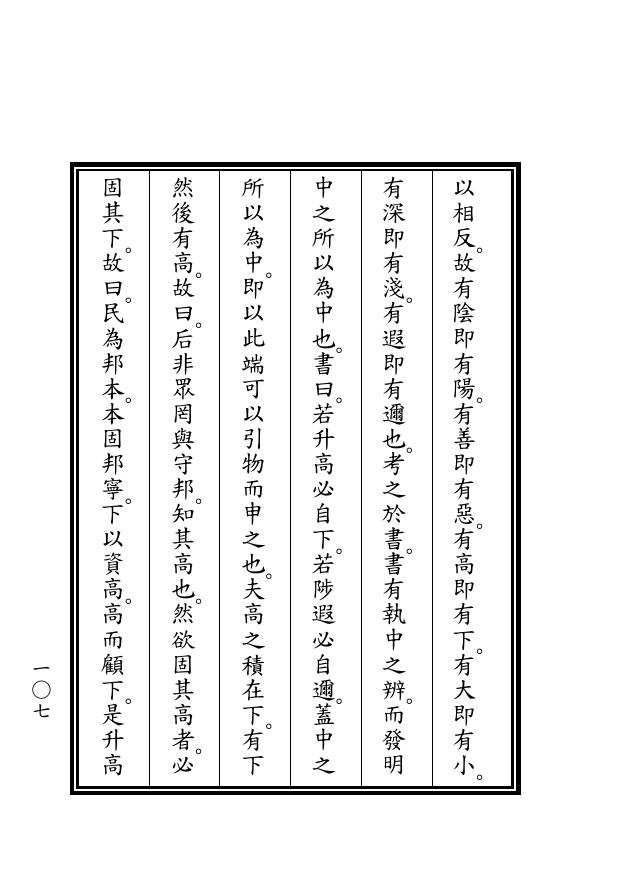 以相反。故有陰即有陽。有善即有惡。有高即有下。有大即有小。
有深即有淺。有遐即有邇也。考之於書。書有執中之辨。而發明
中之所以為中也。書曰。若升高必自下。若陟遐必自邇。蓋中之
所以為中。即以此端可以引物而申之也。夫高之積在下。有下
然後有高。故曰。后非眾罔與守邦。知其高也。然欲固其高者。必
固其下。故曰。民為邦本。本固邦寧。下以資高。高而顧下。是升高
一〇七